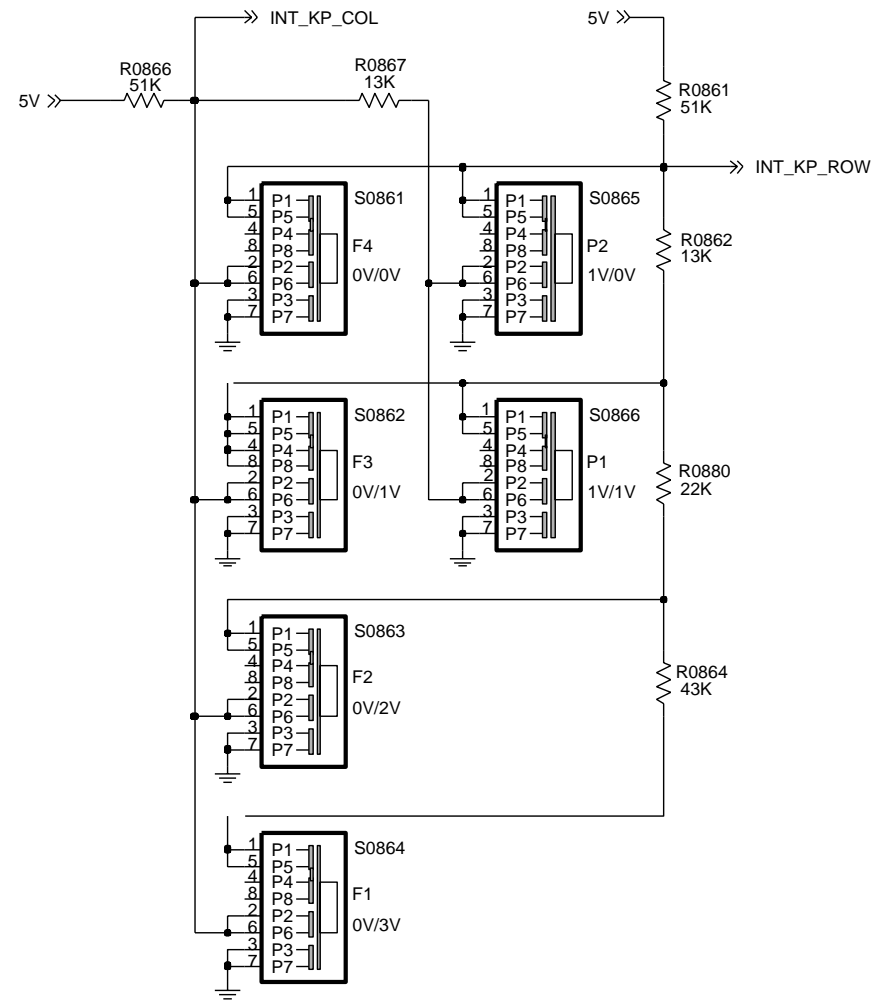 INT_KP_COL
5V
R0866
51K
5V
R0867
13K
R0861
51K
INT_KP_ROW
1 P1
5 P5
4 P4
8 P8
2 P2
6 P6
3 P3
7 P7
S0861
F4
0V/0V
1 P1
5 P5
4 P4
8 P8
2 P2
6 P6
3 P3
7 P7
S0865
P2
1V/0V
R0862
13K
1 P1
5 P5
4 P4
8 P8
2 P2
6 P6
3 P3
7 P7
S0862
F3
0V/1V
1 P1
5 P5
4 P4
8 P8
2 P2
6 P6
3 P3
7 P7
S0866
P1
1V/1V
R0880
22K
1 P1
5 P5
4 P4
8 P8
2 P2
6 P6
3 P3
7 P7
S0863
F2
0V/2V
R0864
43K
1 P1
5 P5
4 P4
8 P8
2 P2
6 P6
3 P3
7 P7
S0864
F1
0V/3V